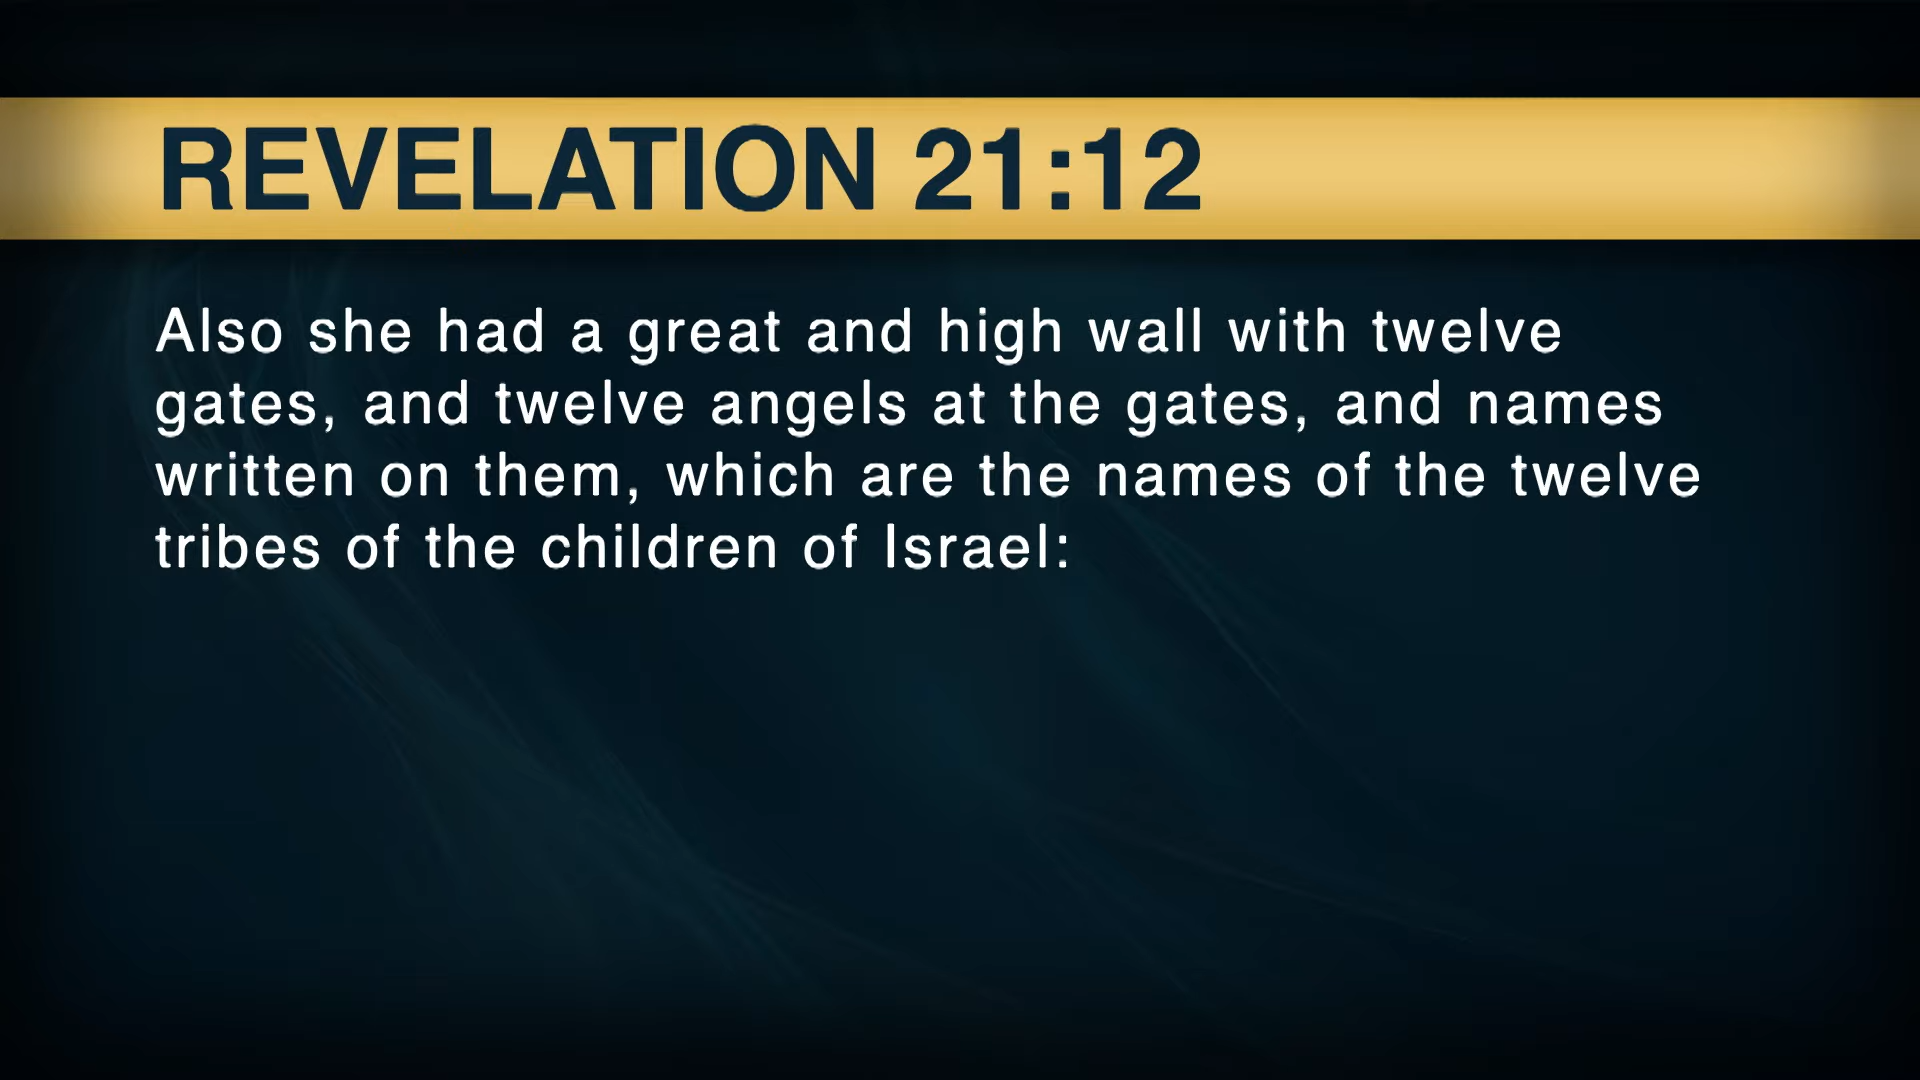 REVELATION 21:12
Also she had a great and high wall with twelve
gates, and twelve angels at the gates, and names
written on them, which are the names of the twelve
tribes of the children of Israel: